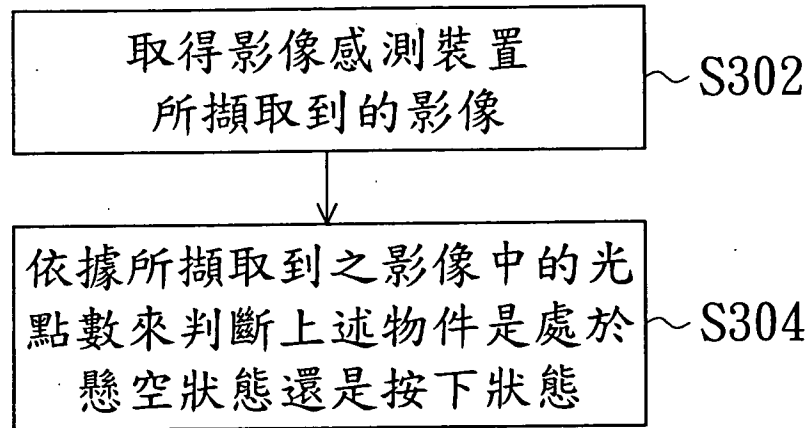 取得影像感測裝置
所擷取到的影像
S302
依據所擷取到之影像中的光
點數來判斷上述物件是處於
懸空狀態還是按下狀態
S304